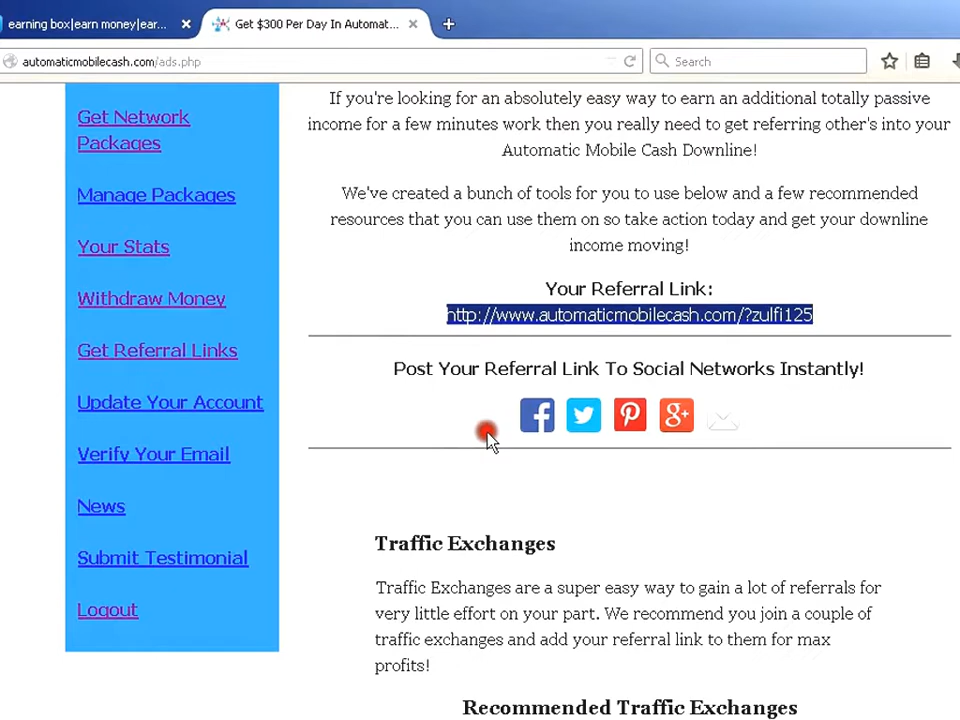 earning box|earn money|ear...
Get $300 Per Day In Automat...
automaticmobilecash.com/ads.php
Search
Get Network
Packages
Manage Packages
Your Stats
Withdraw Money
Get Referral Links
Update Your Account
Verify Your Email
News
Submit Testimonial
Logout
If you're looking for an absolutely easy way to earn an additional totally passive
income for a few minutes work then you really need to get referring other's into your
Automatic Mobile Cash Downline!
We've created a bunch of tools for you to use below and a few recommended
resources that you can use them on so take action today and get your downline
income moving!
Your Referral Link:
http://www.automaticmobilecash.com/?zulfi125
Post Your Referral Link To Social Networks Instantly!
Traffic Exchanges
Traffic Exchanges are a super easy way to gain a lot of referrals for
very little effort on your part. We recommend you join a couple of
traffic exchanges and add your referral link to them for max
profits!
Recommended Traffic Exchanges